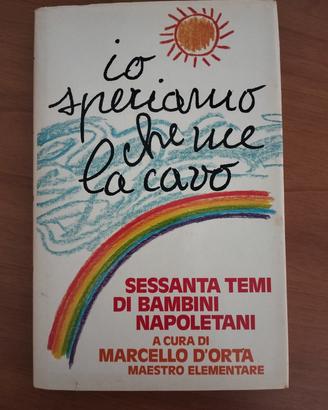 io
speriamo
che me
la cavo
SESSANTA TEMI
DI BAMBINI
NAPOLETANI
A CURA DI
MARCELLO D'ORTA
MAESTRO ELEMENTARE